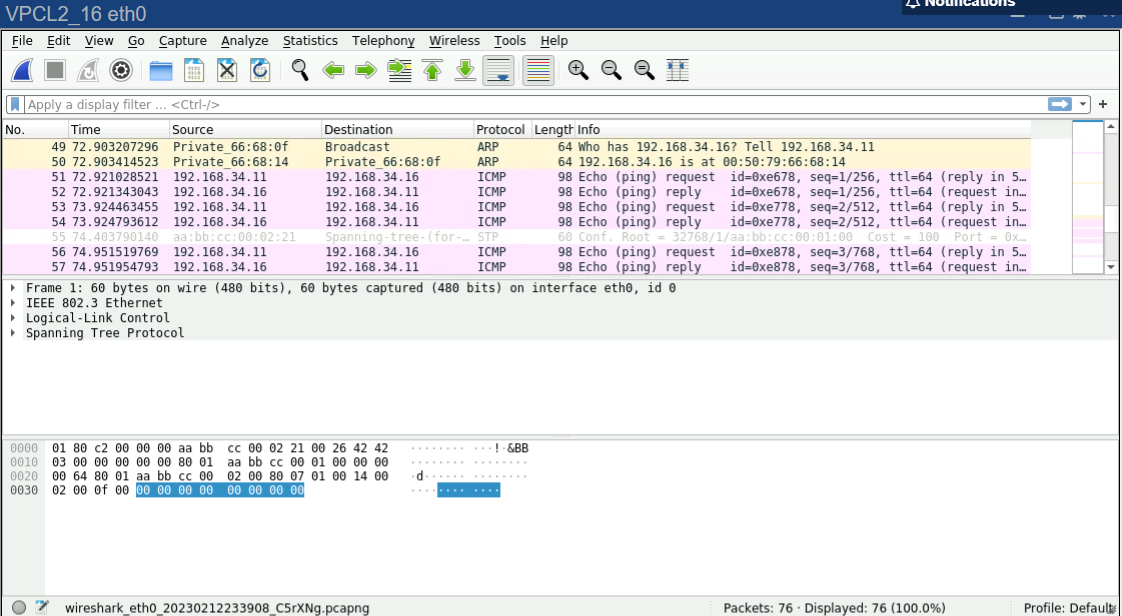 VPCL2_16 eth0
Notifications
File Edit View Go Capture Analyze Statistics Telephony Wireless Tools Help
Apply a display filter … <Ctrl-/>
No. Time Source Destination Protocol Length Info
49 72.903207296 Private_66:68:0f Broadcast ARP 64 Who has 192.168.34.16? Tell 192.168.34.11
50 72.903414523 Private_66:68:14 Private_66:68:0f ARP 64 192.168.34.16 is at 00:50:79:66:68:14
51 72.921028521 192.168.34.11 192.168.34.16 ICMP 98 Echo (ping) request id=0xe678, seq=1/256, ttl=64 (reply in 5…
52 72.921343043 192.168.34.16 192.168.34.11 ICMP 98 Echo (ping) reply id=0xe678, seq=1/256, ttl=64 (request in…
53 73.924463455 192.168.34.11 192.168.34.16 ICMP 98 Echo (ping) request id=0xe778, seq=2/512, ttl=64 (reply in 5…
54 73.924793612 192.168.34.16 192.168.34.11 ICMP 98 Echo (ping) reply id=0xe778, seq=2/512, ttl=64 (request in…
55 74.403790140 aa:bb:cc:00:02:21 Spanning-tree-(for-… STP 60 Conf. Root = 32768/1/aa:bb:cc:00:01:00 Cost = 100 Port = 0x…
56 74.951519769 192.168.34.11 192.168.34.16 ICMP 98 Echo (ping) request id=0xe878, seq=3/768, ttl=64 (reply in 5…
57 74.951954793 192.168.34.16 192.168.34.11 ICMP 98 Echo (ping) reply id=0xe878, seq=3/768, ttl=64 (request in…
Frame 1: 60 bytes on wire (480 bits), 60 bytes captured (480 bits) on interface eth0, id 0
IEEE 802.3 Ethernet
Logical-Link Control
Spanning Tree Protocol
0000 01 80 c2 00 00 00 aa bb cc 00 02 21 00 26 42 42 ········ ···!·&BB
0010 03 00 00 00 00 00 80 01 aa bb cc 00 01 00 00 00 ········ ········
0020 00 64 80 01 aa bb cc 00 02 00 80 07 01 00 14 00 ·d······ ········
0030 02 00 0f 00 00 00 00 00 00 00 00 00 ········ ····
wireshark_eth0_20230212233908_C5rXNg.pcapng
Packets: 76 · Displayed: 76 (100.0%)
Profile: Default